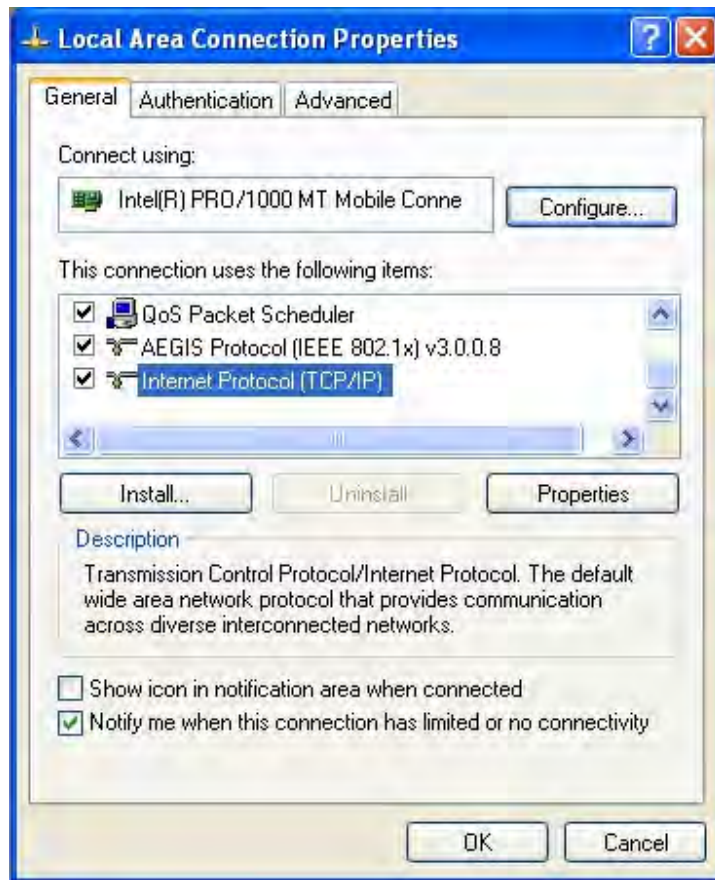 Local Area Connection Properties
General Authentication Advanced
Connect using:
Intel(R) PRO/1000 MT Mobile Conne Configure...
This connection uses the following items:
QoS Packet Scheduler
AEGIS Protocol (IEEE 802.1x) v3.0.0.8
Internet Protocol (TCP/IP)
Install... Uninstall Properties
Description
Transmission Control Protocol/Internet Protocol. The default
wide area network protocol that provides communication
across diverse interconnected networks.
Show icon in notification area when connected
Notify me when this connection has limited or no connectivity
OK Cancel